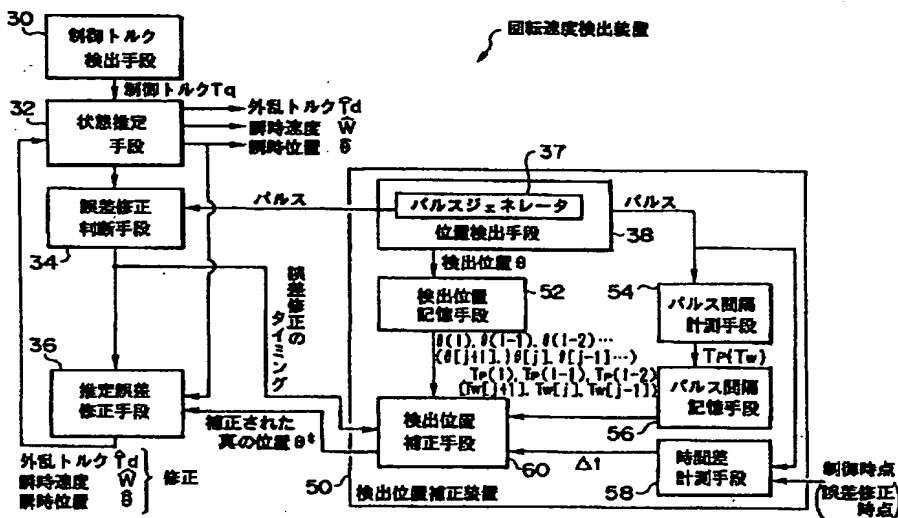 回転速度検出装置
30
制御トルク
検出手段
制御トルクTq
32
状態推定
手段
外乱トルク T̂d
瞬時速度 Ŵ
瞬時位置 θ̂
誤差修正
判断手段
34
パルス
37
パルスジェネレータ
位置検出手段
38
パルス
検出位置θ
検出位置
記憶手段
52
54
パルス間隔
計測手段
TP(Tw)
パルス間隔
記憶手段
56
誤差修正の
タイミング
θ(i), θ(i-1), θ(i-2)…
(θ[j+1], θ[j], θ[j-1]…)
TP(i), TP(i-1), TP(i-2)
(Tw[j+1], Tw[j], Tw[j-1])
36
推定誤差
修正手段
補正された
真の位置θ*
検出位置
補正手段
60
Δt
時間差
計測手段
58
制御時点
(誤差修正
時点)
外乱トルク T̂d
瞬時速度 Ŵ
瞬時位置 θ̂
修正
50
検出位置補正装置